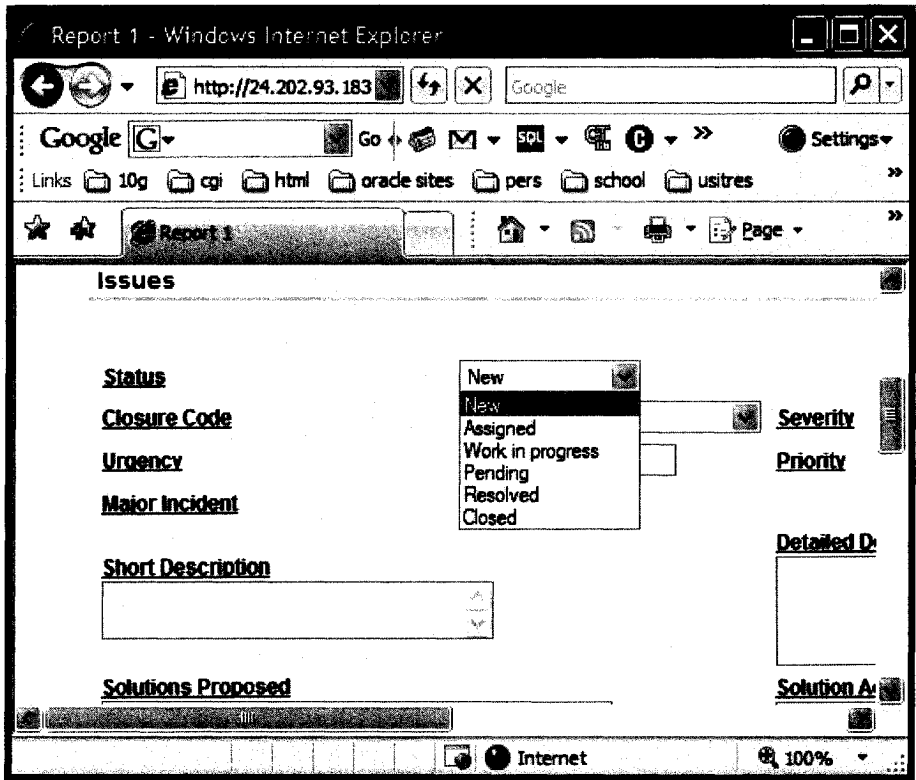 Report 1 - Windows Internet Explorer
http://24.202.93.183 Google
Google G Go SDL Settings
Links 10g cgi html oracle sites pers school usitres
Report 1 Page
Issues
Status New
New
Closure Code Severity
Assigned
Work in progress
Urgency Priority
Pending
Resolved
Major Incident
Closed
Detailed D
Short Description
Solutions Proposed Solution A
Internet 100%